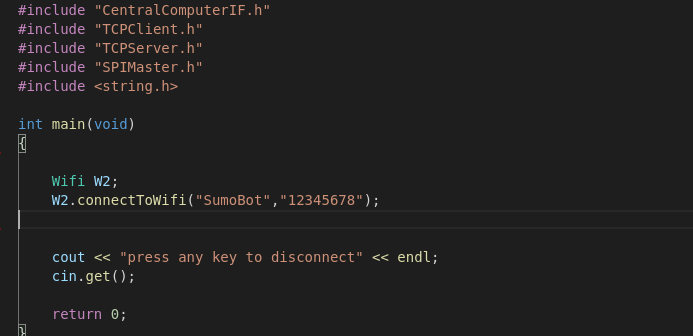 #include "CentralComputerIF.h"
#include "TCPClient.h"
#include "TCPServer.h"
#include "SPIMaster.h"
#include <string.h>
int main(void)
{
Wifi W2;
W2.connectToWifi("SumoBot","12345678");
cout << "press any key to disconnect" << endl;
cin.get();
return 0;
}